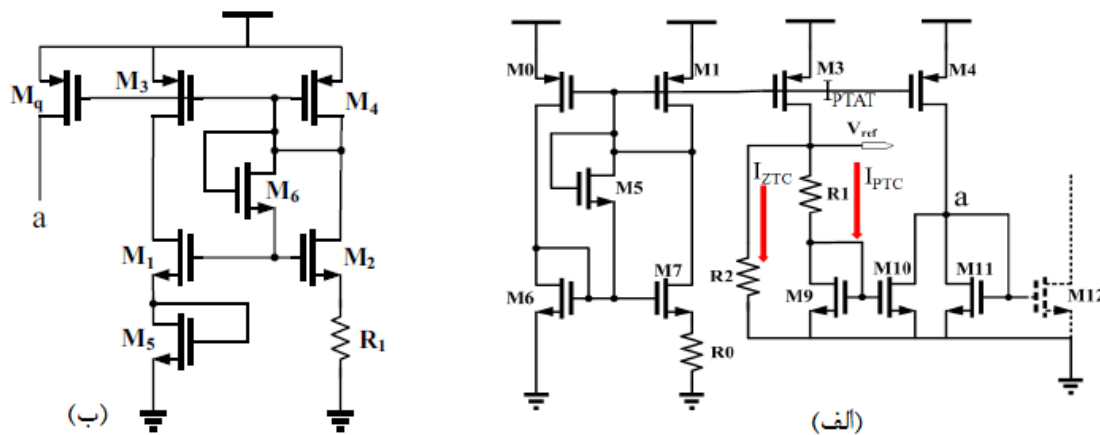 Mq
M3
M4
M6
a
M1
M2
M5
R1
(ب)
M0
M1
M3
M4
IPTAT
Vref
M5
IZTC
R1
IPTC
a
M6
M7
R2
M9
M10
M11
M12
R0
(الف)